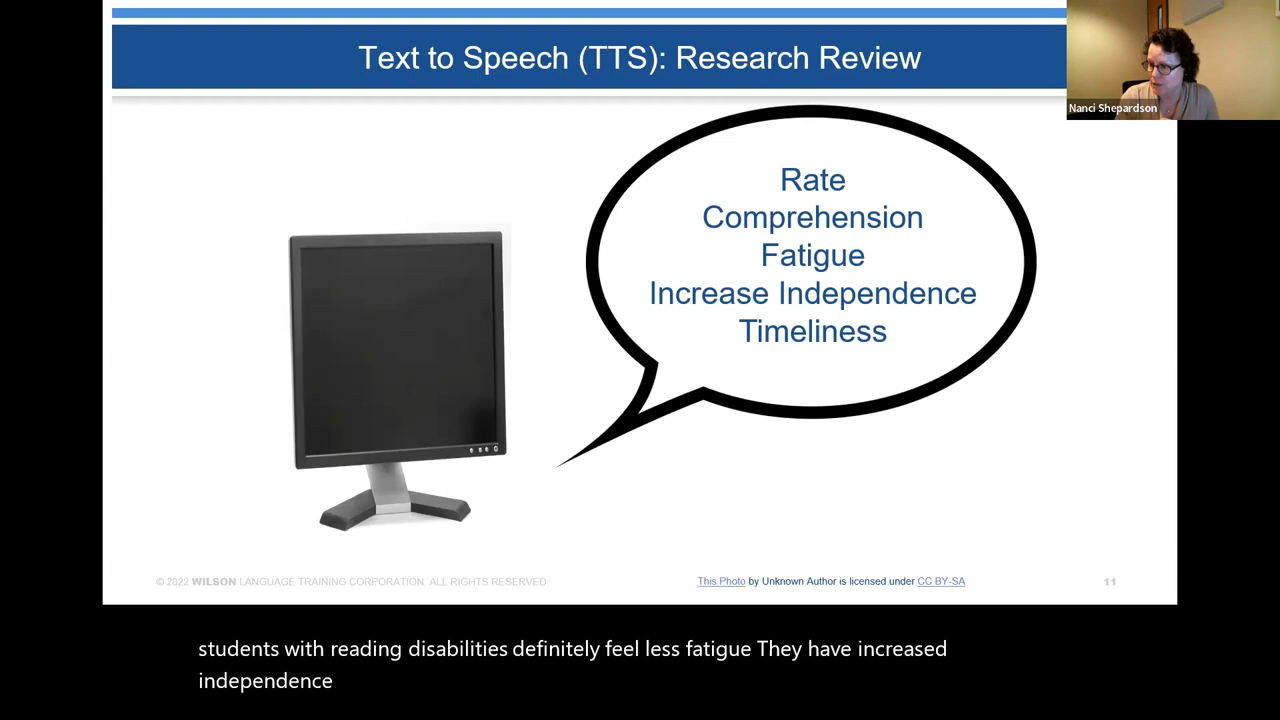 Text to Speech (TTS): Research Review
Nanci Shepardson
Rate
Comprehension
Fatigue
Increase Independence
Timeliness
© 2022 WILSON LANGUAGE TRAINING CORPORATION. ALL RIGHTS RESERVED
This Photo by Unknown Author is licensed under CC BY-SA
11
students with reading disabilities definitely feel less fatigue They have increased
independence